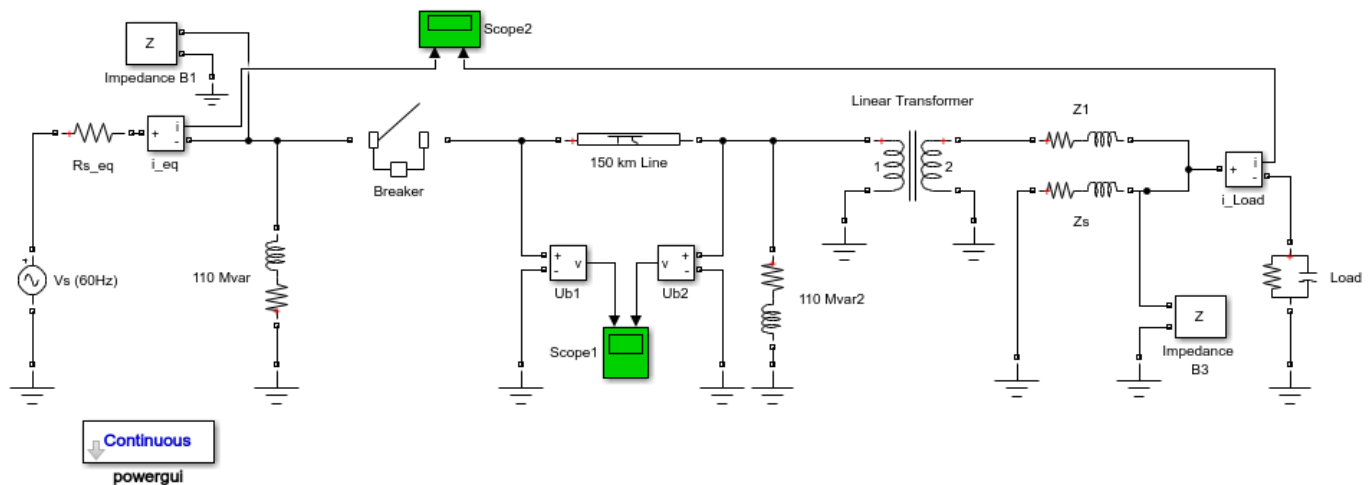 Z
Impedance B1
Scope2
Linear Transformer
Z1
+
i
-
Rs_eq
i_eq
Breaker
150 km Line
1
2
+
i
-
i_Load
Zs
+
Vs (60Hz)
110 Mvar
+
-
v
Ub1
v
+
-
Ub2
110 Mvar2
Scope1
Z
Impedance
B3
Load
Continuous
powergui